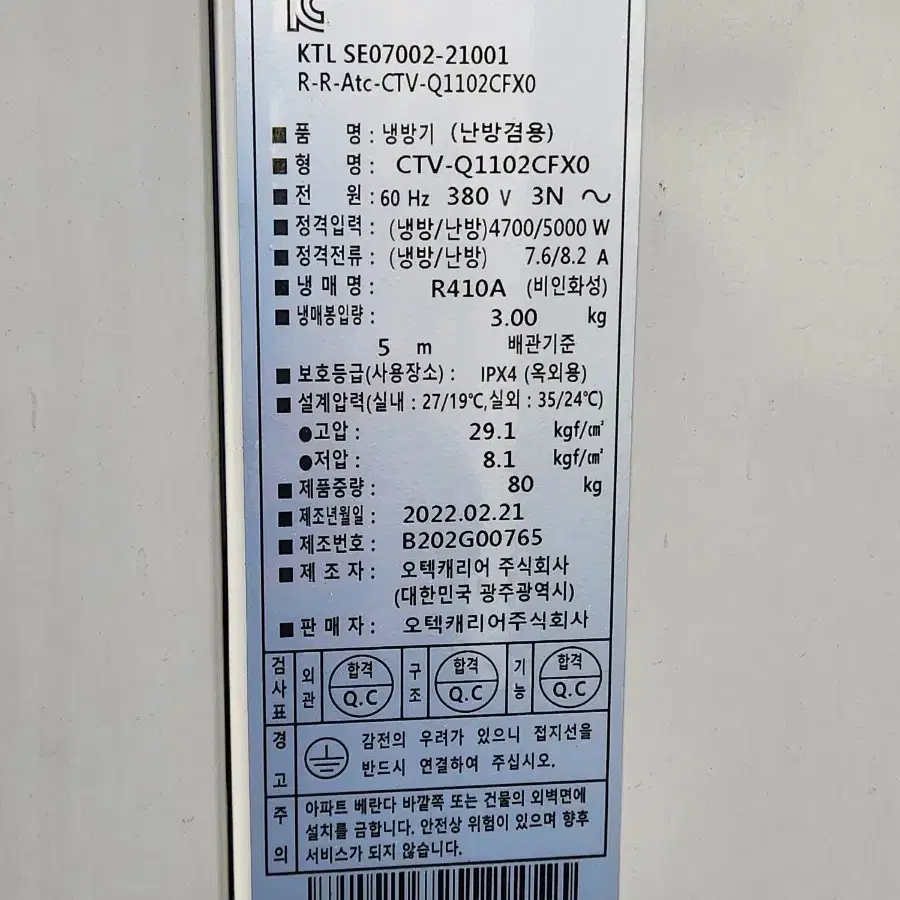 KC
KTL SE07002-21001
R-R-Atc-CTV-Q1102CFX0
■ 품 명 : 냉방기 (난방겸용)
■ 형 명 : CTV-Q1102CFX0
■ 전 원 : 60 Hz 380 V 3N ~
■ 정격입력 : (냉방/난방)4700/5000 W
■ 정격전류 : (냉방/난방) 7.6/8.2 A
■ 냉 매 명 : R410A (비인화성)
■ 냉매봉입량 : 3.00 kg
5 m 배관기준
■ 보호등급(사용장소) : IPX4 (옥외용)
■ 설계압력(실내 : 27/19℃,실외 : 35/24℃)
●고압 : 29.1 kgf/㎠
●저압 : 8.1 kgf/㎠
■ 제품중량 : 80 kg
■ 제조년월일 : 2022.02.21
■ 제조번호 : B202G00765
■ 제 조 자 : 오텍캐리어 주식회사
(대한민국 광주광역시)
■ 판 매 자 : 오텍캐리어주식회사
검사표 외관 합격 Q.C 구조 합격 Q.C 기능 합격 Q.C
경고 감전의 우려가 있으니 접지선을
반드시 연결하여 주십시오.
주의 아파트 베란다 바깥쪽 또는 건물의 외벽면에
설치를 금합니다. 안전상 위험이 있으며 향후
서비스가 되지 않습니다.